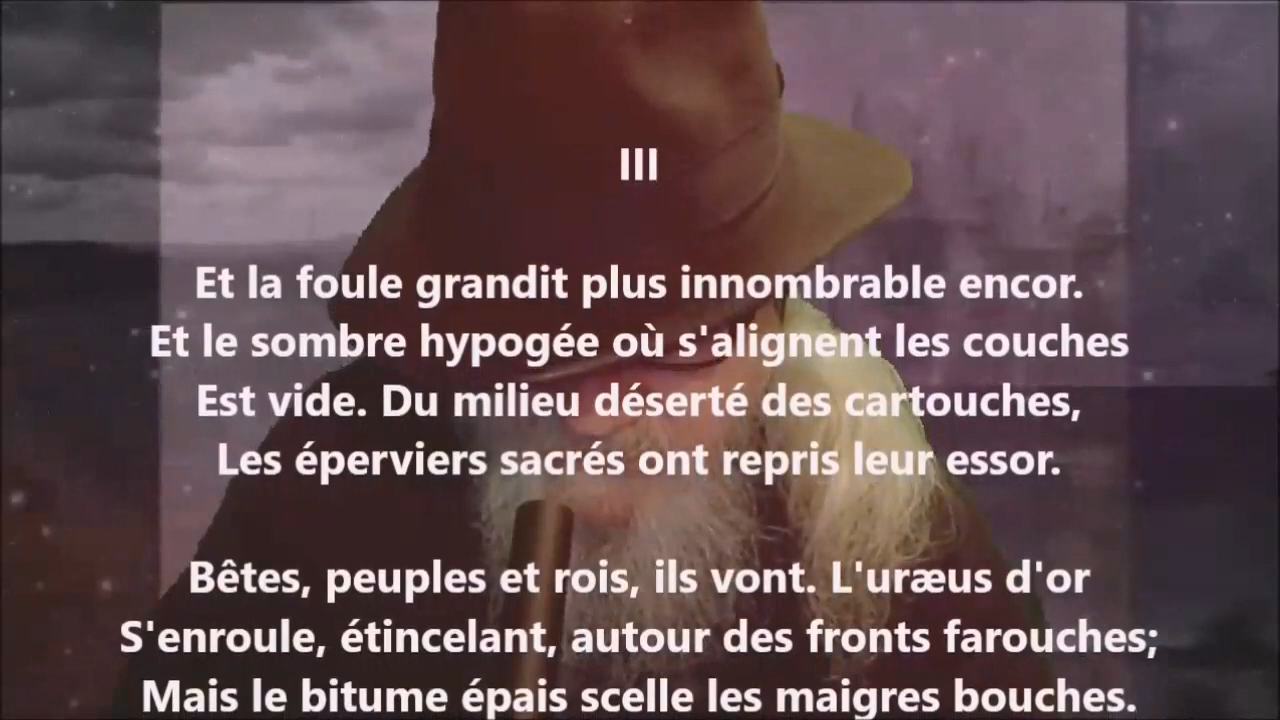 III
Et la foule grandit plus innombrable encor.
Et le sombre hypogée où s'alignent les couches
Est vide. Du milieu déserté des cartouches,
Les éperviers sacrés ont repris leur essor.
Bêtes, peuples et rois, ils vont. L'uræus d'or
S'enroule, étincelant, autour des fronts farouches;
Mais le bitume épais scelle les maigres bouches.